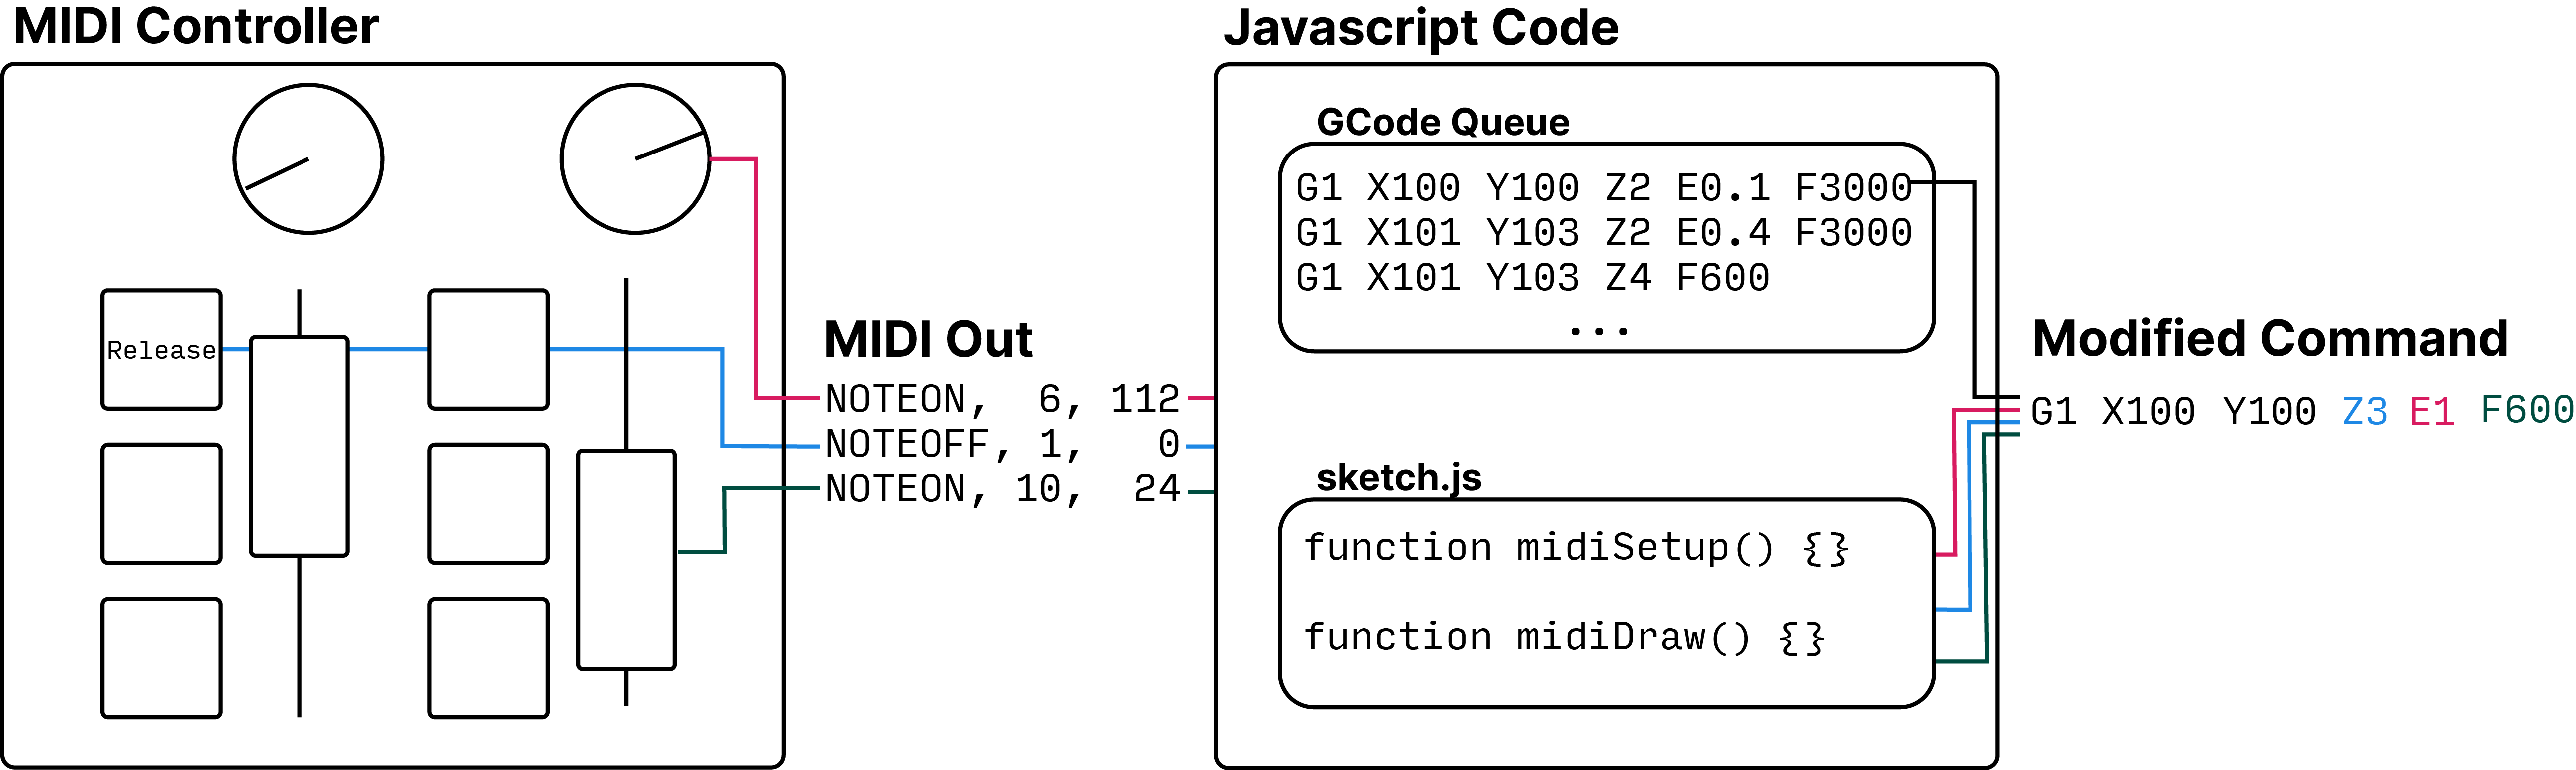 MIDI Controller
Release
MIDI Out
NOTEON, 6, 112
NOTEOFF, 1, 0
NOTEON, 10, 24
Javascript Code
GCode Queue
G1 X100 Y100 Z2 E0.1 F3000
G1 X101 Y103 Z2 E0.4 F3000
G1 X101 Y103 Z4 F600
...
sketch.js
function midiSetup() {}
function midiDraw() {}
Modified Command
G1 X100 Y100 Z3 E1 F600